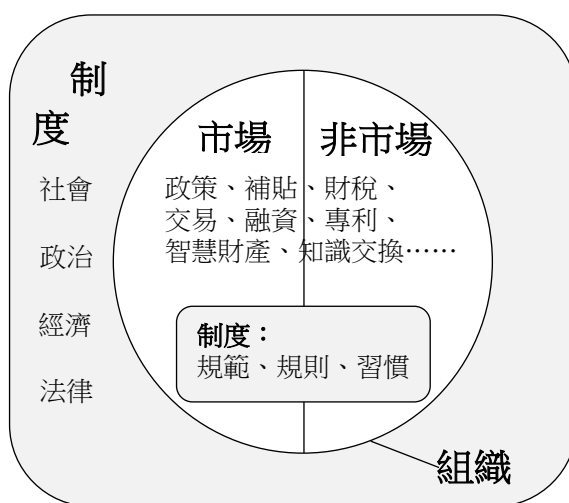 制
度
市場
非市場
社會
政治
經濟
法律
政策、補貼、財稅、
交易、融資、專利、
智慧財產、知識交換……
制度：
規範、規則、習慣
組織